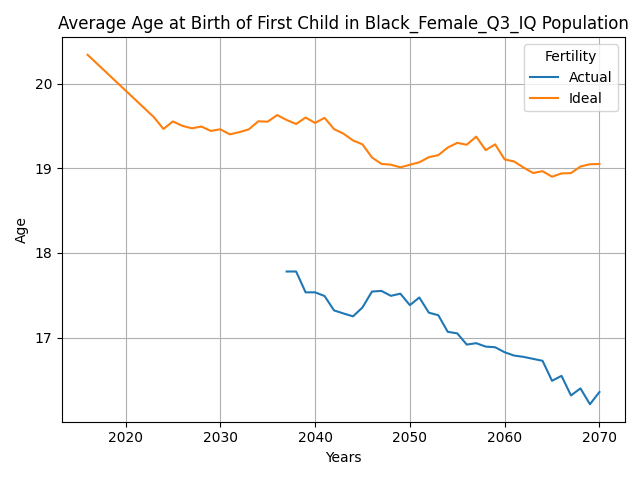 Average Age at Birth of First Child in Black_Female_Q3_IQ Population
Fertility
Actual
Ideal
20
19
18
17
Age
2020 2030 2040 2050 2060 2070
Years